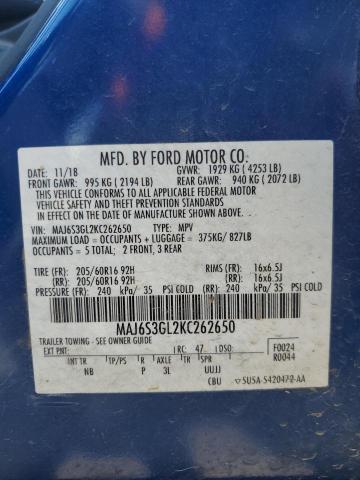 MFD. BY FORD MOTOR CO.
DATE: 11/18 GVWR: 1929 KG ( 4253 LB)
FRONT GAWR: 995 KG ( 2194 LB) REAR GAWR: 940 KG ( 2072 LB)
THIS VEHICLE CONFORMS TO ALL APPLICABLE FEDERAL MOTOR
VEHICLE SAFETY AND THEFT PREVENTION STANDARDS IN EFFECT
ON THE DATE OF MANUFACTURE SHOWN ABOVE.
VIN: MAJ6S3GL2KC262650 TYPE: MPV
MAXIMUM LOAD = OCCUPANTS + LUGGAGE = 375KG/ 827LB
OCCUPANTS = 5 TOTAL; 2 FRONT, 3 REAR
TIRE (FR): 205/60R16 92H RIMS (FR): 16x6.5J
(RR): 205/60R16 92H (RR): 16x6.5J
PRESSURE (FR): 240 kPa/ 35 PSI COLD (RR): 240 kPa/ 35 PSI COLD
MAJ6S3GL2KC262650
TRAILER TOWING - SEE OWNER GUIDE
EXT PNT: RC: 47 DSO: F0024
INT TR TP/PS R AXLE TR SPR R0044
NB P 3L UUJJ
CBU 5U5A-S420472-AA